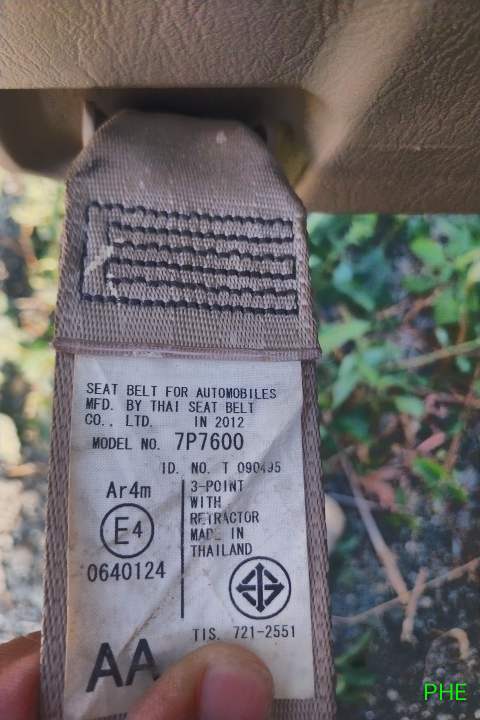 SEAT BELT FOR AUTOMOBILES
MFD. BY THAI SEAT BELT
CO., LTD. IN 2012
MODEL NO. 7P7600
ID. NO. T 090495
Ar4m
E4
0640124
3-POINT
WITH
RETRACTOR
MADE IN
THAILAND
TIS. 721-2551
AA
PHE